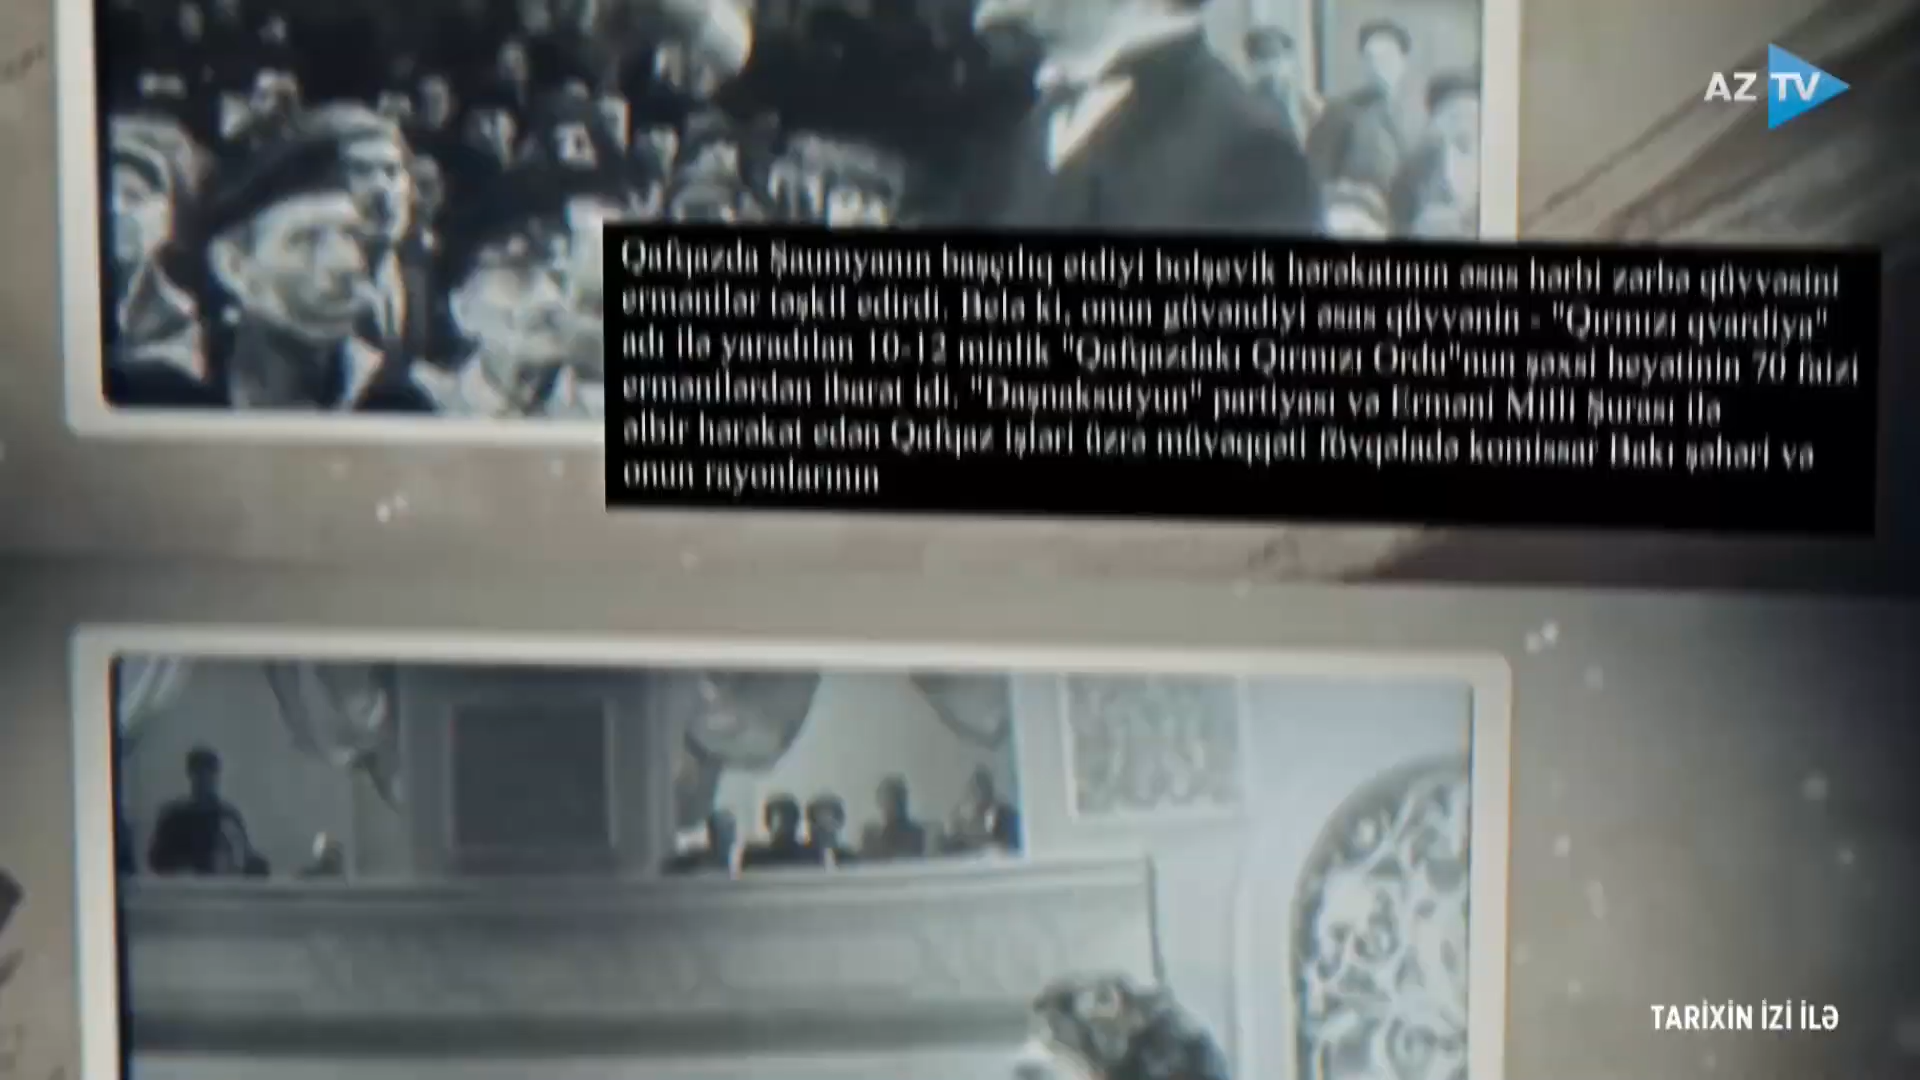 AZ TV
Qafqazda Şaumyanın başçılıq etdiyi bolşevik hərəkatının əsas hərbi zərbə qüvvəsini
ermənilər təşkil edirdi. Belə ki, onun güvəndiyi əsas qüvvənin - "Qırmızı qvardiya"
adı ilə yaradılan 10-12 minlik "Qafqazdakı Qırmızı Ordu"nun şəxsi heyətinin 70 faizi
ermənilərdən ibarət idi. "Daşnaksutyun" partiyası və Erməni Milli Şurası ilə
əlbir hərəkət edən Qafqaz işləri üzrə müvəqqəti fövqəladə komissar Bakı şəhəri və
onun rayonlarının
TARİXİN İZİ İLƏ